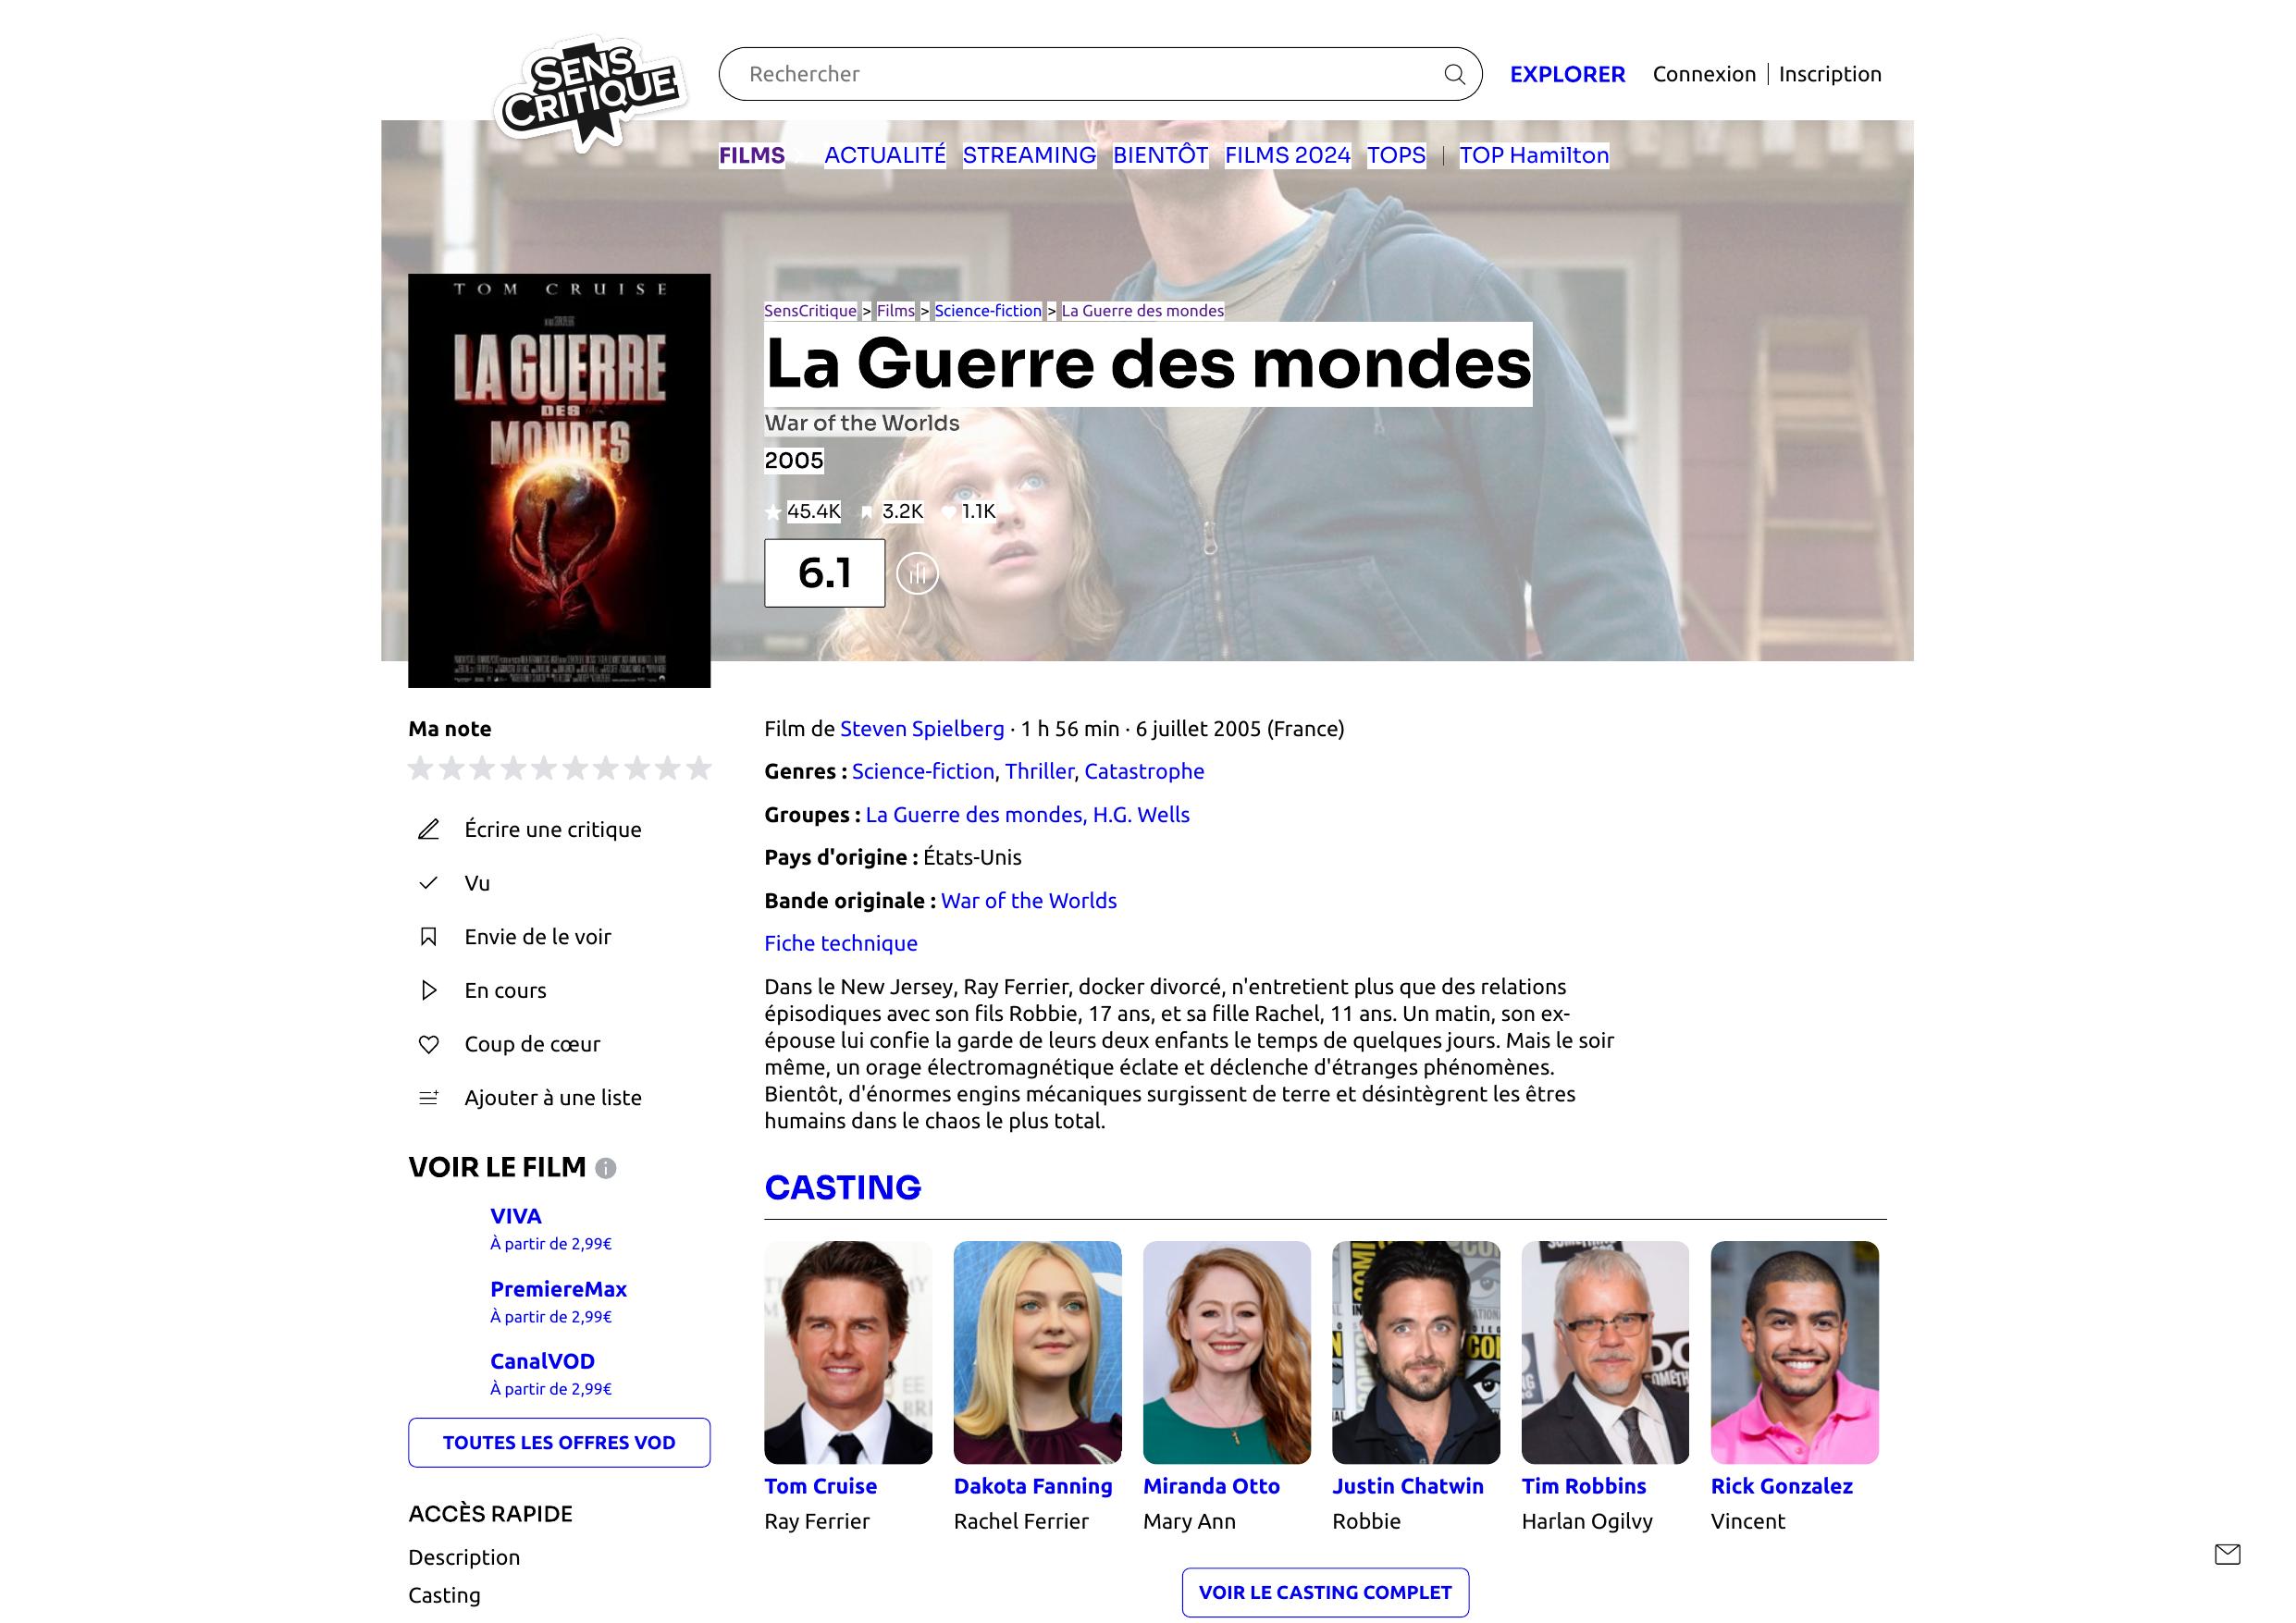 SENS
CRITIQUE
Rechercher
EXPLORER
Connexion | Inscription
FILMS
ACTUALITÉ
STREAMING
BIENTÔT
FILMS 2024
TOPS
|
TOP Hamilton
TOM CRUISE
LA GUERRE
DES
MONDES
SensCritique > Films > Science-fiction > La Guerre des mondes
La Guerre des mondes
War of the Worlds
2005
45.4K 3.2K 1.1K
6.1
Ma note
Écrire une critique
Vu
Envie de le voir
En cours
Coup de cœur
Ajouter à une liste
VOIR LE FILM
VIVA
À partir de 2,99€
PremiereMax
À partir de 2,99€
CanalVOD
À partir de 2,99€
TOUTES LES OFFRES VOD
ACCÈS RAPIDE
Description
Casting
Film de Steven Spielberg · 1 h 56 min · 6 juillet 2005 (France)
Genres : Science-fiction, Thriller, Catastrophe
Groupes : La Guerre des mondes, H.G. Wells
Pays d'origine : États-Unis
Bande originale : War of the Worlds
Fiche technique
Dans le New Jersey, Ray Ferrier, docker divorcé, n'entretient plus que des relations
épisodiques avec son fils Robbie, 17 ans, et sa fille Rachel, 11 ans. Un matin, son ex-
épouse lui confie la garde de leurs deux enfants le temps de quelques jours. Mais le soir
même, un orage électromagnétique éclate et déclenche d'étranges phénomènes.
Bientôt, d'énormes engins mécaniques surgissent de terre et désintègrent les êtres
humains dans le chaos le plus total.
CASTING
Tom Cruise
Ray Ferrier
Dakota Fanning
Rachel Ferrier
Miranda Otto
Mary Ann
Justin Chatwin
Robbie
Tim Robbins
Harlan Ogilvy
Rick Gonzalez
Vincent
VOIR LE CASTING COMPLET